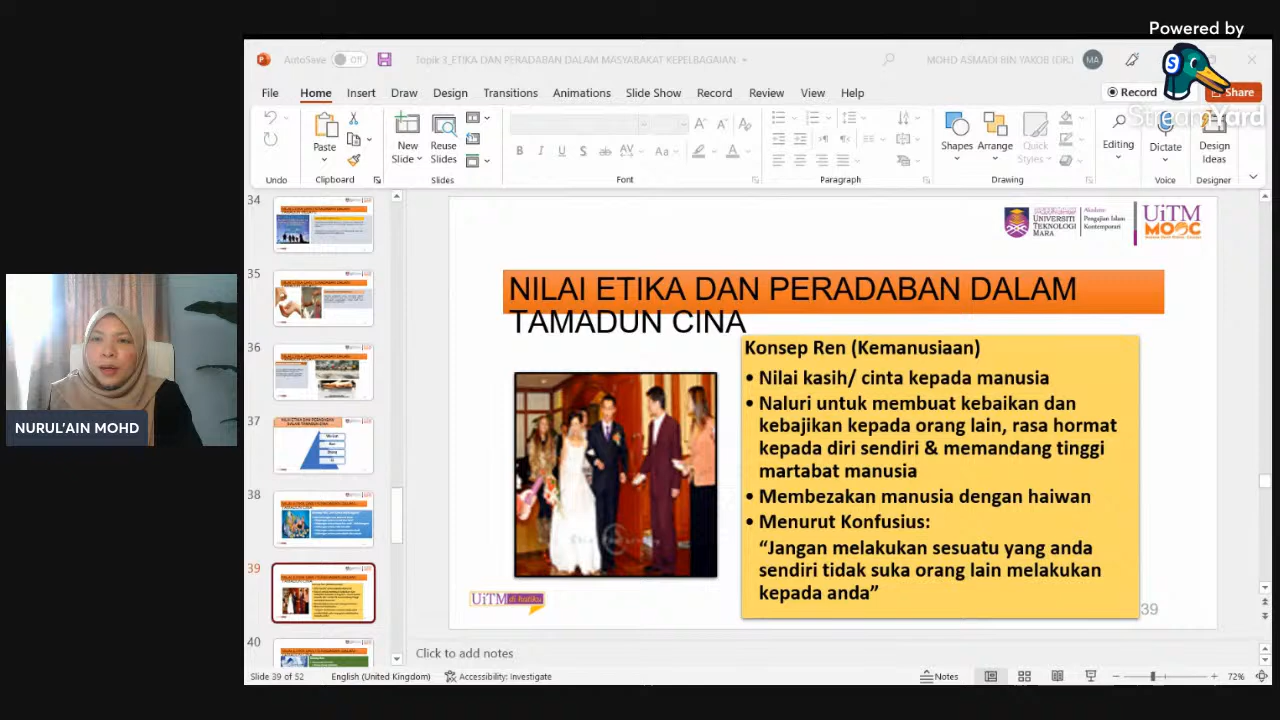 Powered by
StreamYard
AutoSave Off
Topik 3_ETIKA DAN PERADABAN DALAM MASYARAKAT KEPELBAGAIAN
MOHD ASMADI BIN YAKOB (DR.)
MA
File Home Insert Draw Design Transitions Animations Slide Show Record Review View Help
Record
Share
Paste
New Slide
Reuse Slides
Aa
Shapes
Arrange
Quick Styles
Editing
Dictate
Design Ideas
Undo Clipboard Slides Font Paragraph Drawing Voice Designer
34
35
36
37
38
39
40
UNIVERSITI
TEKNOLOGI
MARA
Akademi
Pengajian Islam
Kontemporari
UiTM
MOOC
NILAI ETIKA DAN PERADABAN DALAM
TAMADUN CINA
Konsep Ren (Kemanusiaan)
• Nilai kasih/ cinta kepada manusia
• Naluri untuk membuat kebaikan dan
kebajikan kepada orang lain, rasa hormat
kepada diri sendiri & memandang tinggi
martabat manusia
• Membezakan manusia dengan haiwan
• Menurut Konfusius:
“Jangan melakukan sesuatu yang anda
sendiri tidak suka orang lain melakukan
kepada anda”
UiTM di hatiku
39
NURUL'AIN MOHD
Click to add notes
Slide 39 of 52
English (United Kingdom)
Accessibility: Investigate
Notes
72%